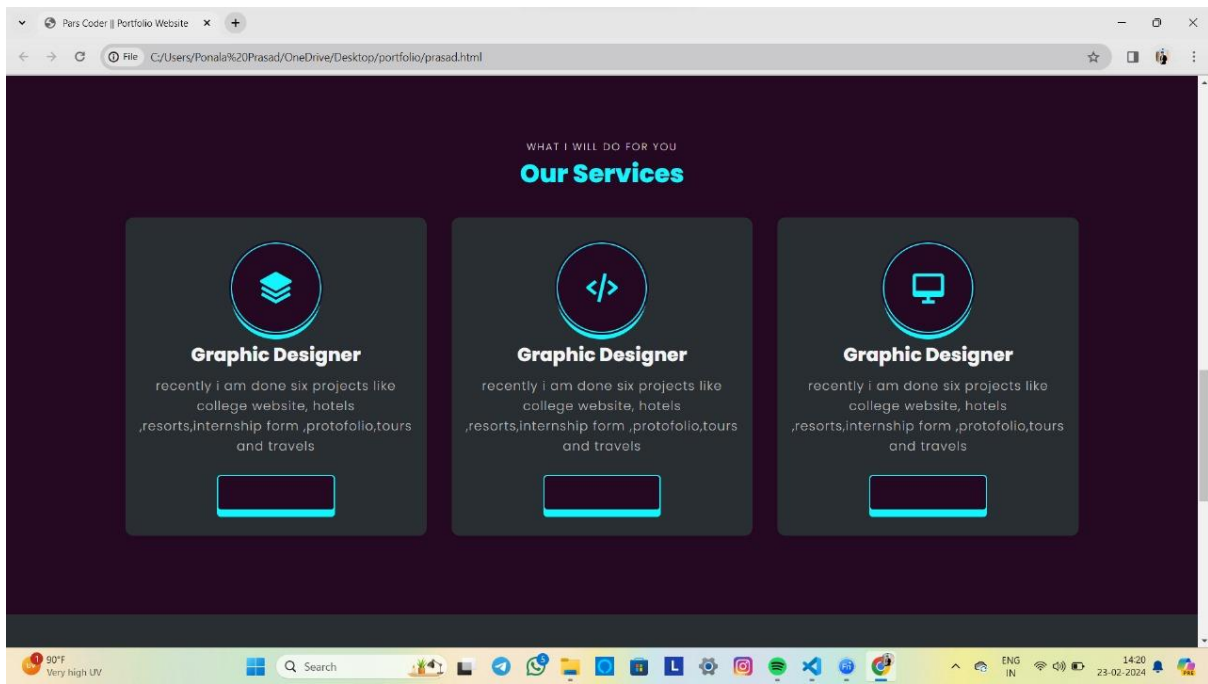 Pars Coder || Portfolio Website
File C:/Users/Ponala%20Prasad/OneDrive/Desktop/portfolio/prasad.html
WHAT I WILL DO FOR YOU
Our Services
Graphic Designer
recently i am done six projects like
college website, hotels
,resorts,internship form ,protofolio,tours
and travels
Graphic Designer
recently i am done six projects like
college website, hotels
,resorts,internship form ,protofolio,tours
and travels
Graphic Designer
recently i am done six projects like
college website, hotels
,resorts,internship form ,protofolio,tours
and travels
1
90°F
Very high UV
Search
L
ENG
IN
14:20
23-02-2024